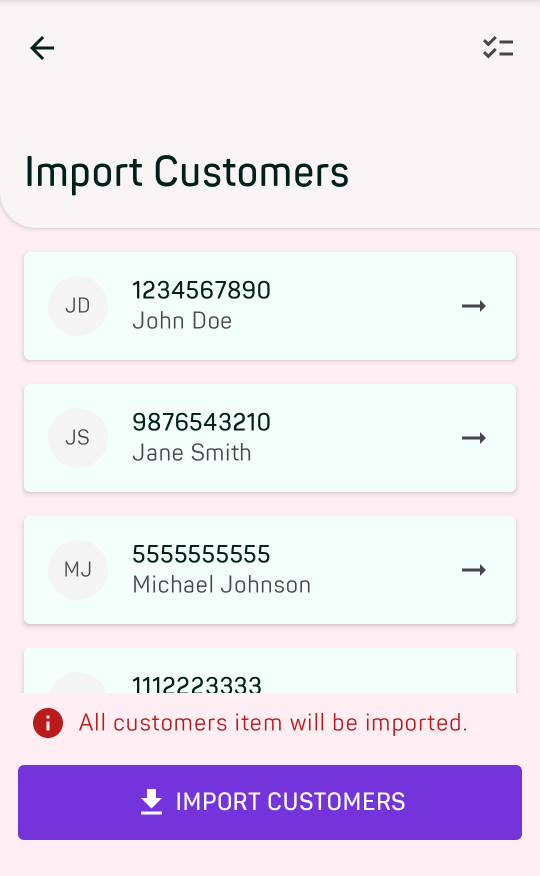 Import Customers
JD
1234567890
John Doe
JS
9876543210
Jane Smith
MJ
5555555555
Michael Johnson
1112223333
All customers item will be imported.
IMPORT CUSTOMERS